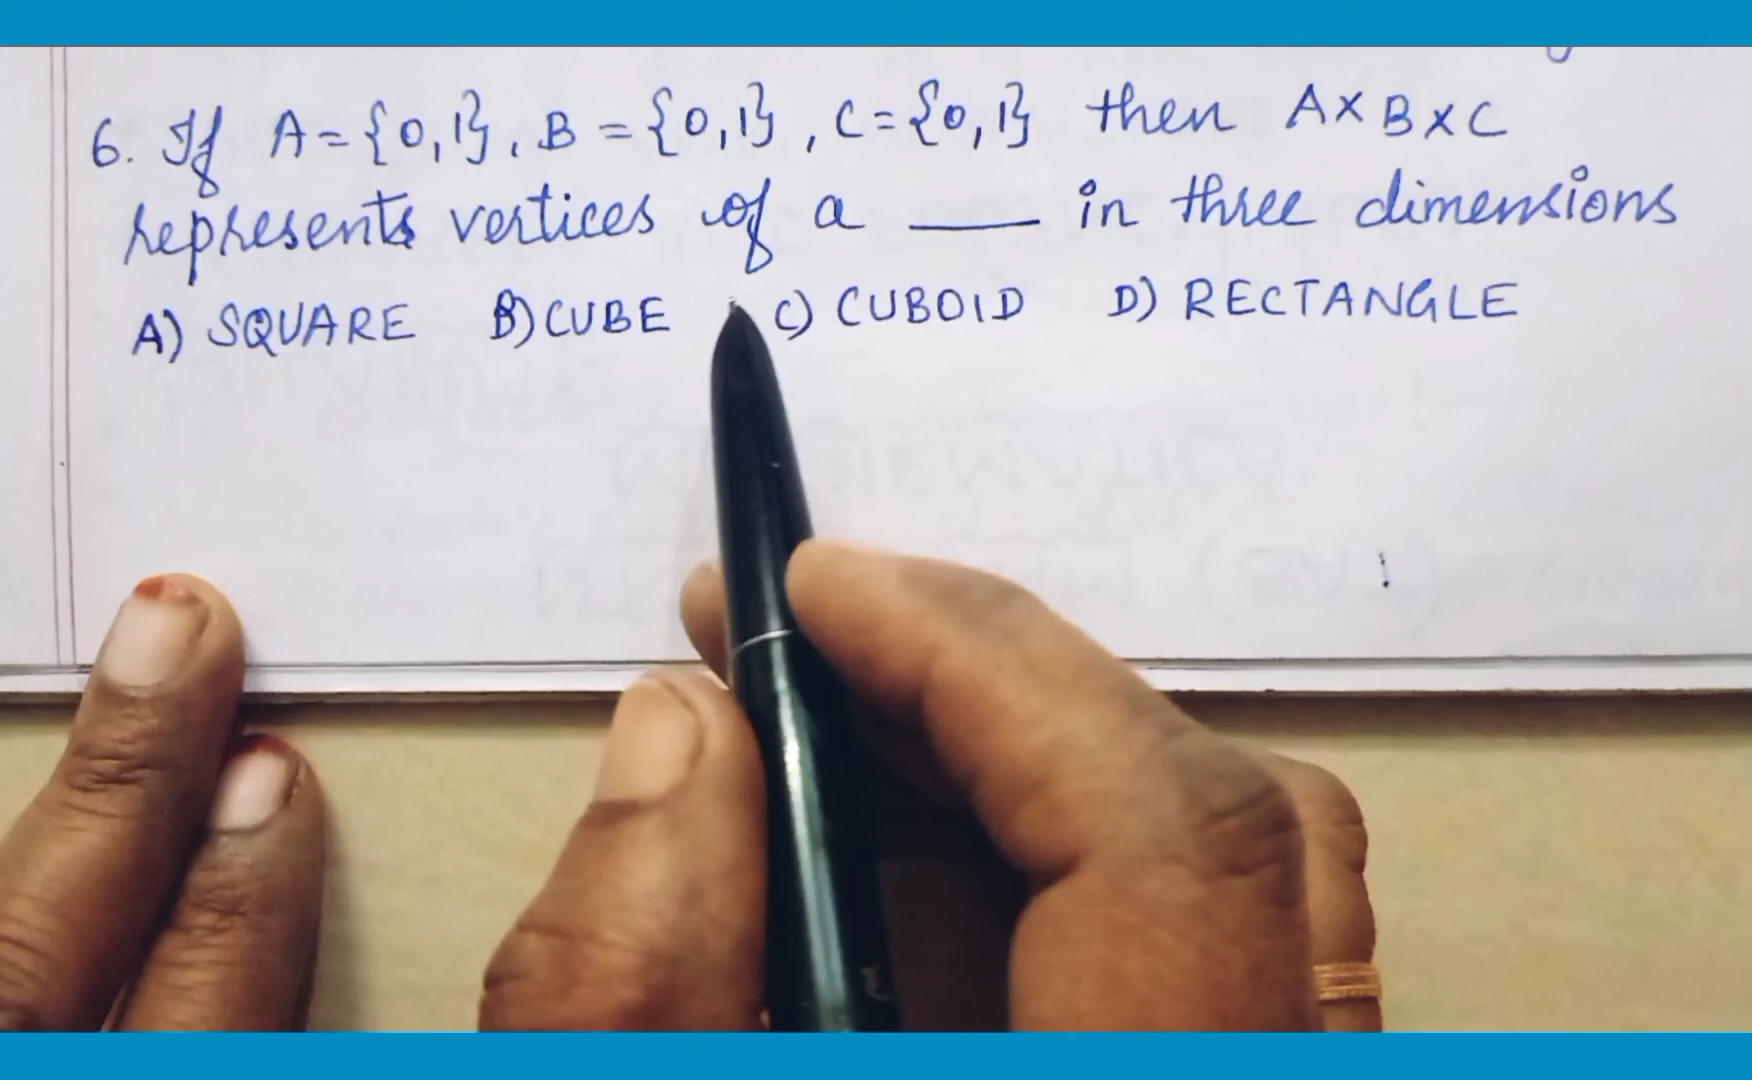 6. If A = {0,1}, B = {0,1}, C = {0,1} then A × B × C
represents vertices of a ___ in three dimensions
A) SQUARE B) CUBE C) CUBOID D) RECTANGLE